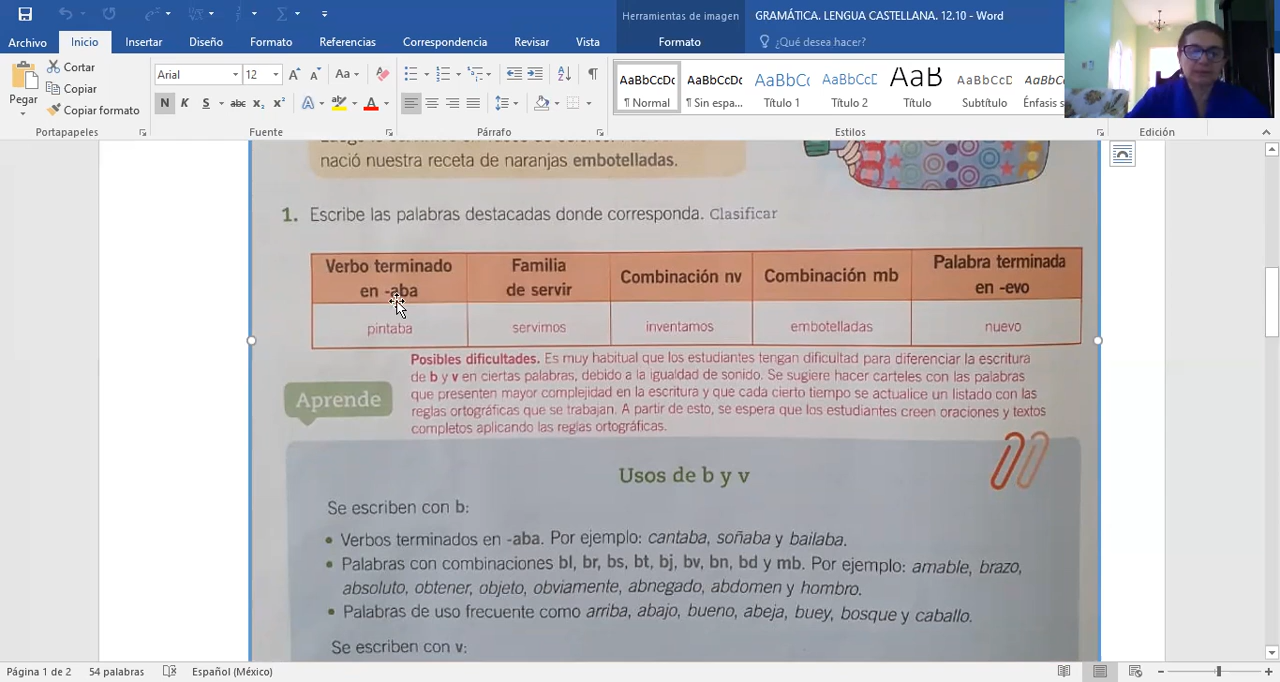 Herramientas de imagen
GRAMÁTICA. LENGUA CASTELLANA. 12.10 - Word
Archivo Inicio Insertar Diseño Formato Referencias Correspondencia Revisar Vista Formato ¿Qué desea hacer?
Pegar
Cortar
Copiar
Copiar formato
Portapapeles
Arial 12
N K S abc x₂ x²
Aa
A
Fuente
Párrafo
AaBbCcDc AaBbCcDc AaBbCc AaBbCcD AaB AaBbCcD AaBbCcD
¶ Normal ¶ Sin espa... Título 1 Título 2 Título Subtítulo Énfasis s
Estilos
Edición
nació nuestra receta de naranjas embotelladas.
1. Escribe las palabras destacadas donde corresponda. Clasificar
Verbo terminado
en -aba
Familia
de servir
Combinación nv
Combinación mb
Palabra terminada
en -evo
pintaba servimos inventamos embotelladas nuevo
Posibles dificultades. Es muy habitual que los estudiantes tengan dificultad para diferenciar la escritura
de b y v en ciertas palabras, debido a la igualdad de sonido. Se sugiere hacer carteles con las palabras
que presenten mayor complejidad en la escritura y que cada cierto tiempo se actualice un listado con las
reglas ortográficas que se trabajan. A partir de esto, se espera que los estudiantes creen oraciones y textos
completos aplicando las reglas ortográficas.
Aprende
Usos de b y v
Se escriben con b:
• Verbos terminados en -aba. Por ejemplo: cantaba, soñaba y bailaba.
• Palabras con combinaciones bl, br, bs, bt, bj, bv, bn, bd y mb. Por ejemplo: amable, brazo,
absoluto, obtener, objeto, obviamente, abnegado, abdomen y hombro.
• Palabras de uso frecuente como arriba, abajo, bueno, abeja, buey, bosque y caballo.
Se escriben con v:
Página 1 de 2 54 palabras Español (México)